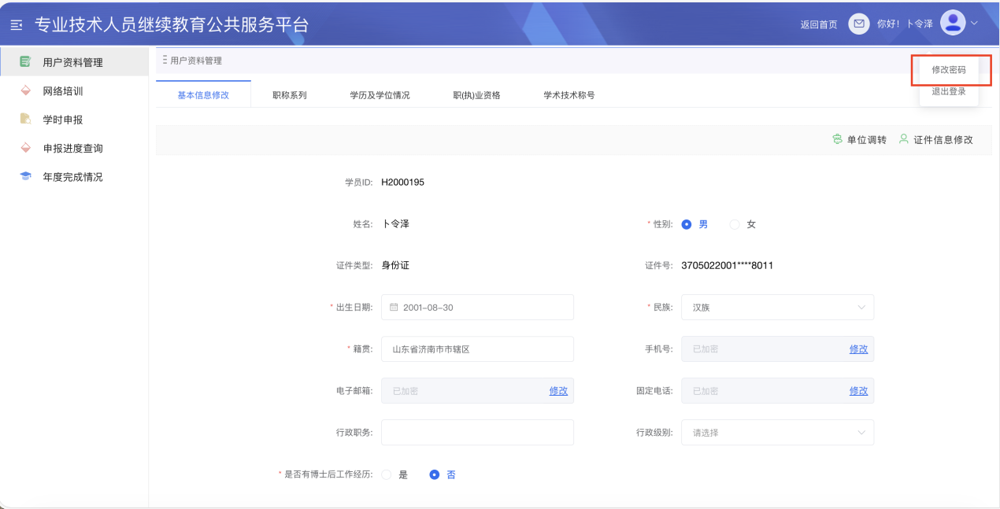 专业技术人员继续教育公共服务平台
返回首页 你好！卜令泽
用户资料管理
网络培训
学时申报
申报进度查询
年度完成情况
用户资料管理
修改密码
退出登录
基本信息修改 职称系列 学历及学位情况 职(执)业资格 学术技术称号
单位调转 证件信息修改
学员ID: H2000195
姓名: 卜令泽 * 性别: 男 女
证件类型: 身份证 证件号: 3705022001****8011
* 出生日期: 2001-08-30 * 民族: 汉族
* 籍贯: 山东省济南市市辖区 手机号: 已加密 修改
电子邮箱: 已加密 修改 固定电话: 已加密 修改
行政职务: 行政级别: 请选择
* 是否有博士后工作经历: 是 否